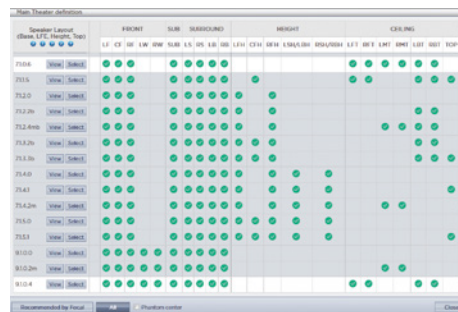 Main Theater definition
Speaker Layout
(Base, LFE, Height, Top)
FRONT SUB SURROUND HEIGHT CEILING
LF CF RF LW RW SUB LS RS LB RB LFH CFH RFH LSH/LBH RSH/RBH LFT RFT LMT RMT LBT RBT TOP
7.1.0.6 View Select
7.1.1.5 View Select
7.1.2.0 View Select
7.1.2.2b View Select
7.1.2.4mb View Select
7.1.3.2b View Select
7.1.3.3b View Select
7.1.4.0 View Select
7.1.4.1 View Select
7.1.4.2m View Select
7.1.5.0 View Select
7.1.5.1 View Select
9.1.0.0 View Select
9.1.0.2m View Select
9.1.0.4 View Select
Recommended by Focal All Phantom center Close